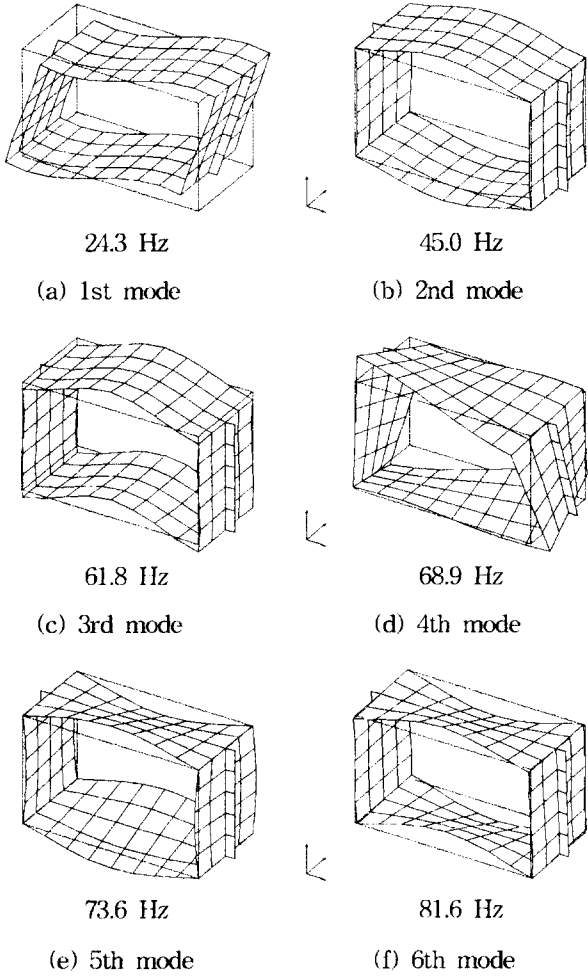 24.3 Hz
45.0 Hz
(a) 1st mode
(b) 2nd mode
61.8 Hz
68.9 Hz
(c) 3rd mode
(d) 4th mode
73.6 Hz
81.6 Hz
(e) 5th mode
(f) 6th mode